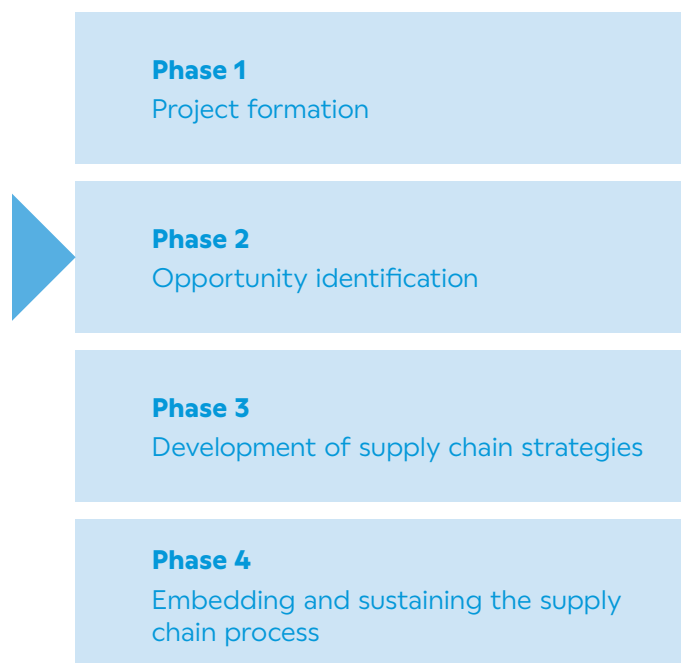 Phase 1
Project formation
Phase 2
Opportunity identification
Phase 3
Development of supply chain strategies
Phase 4
Embedding and sustaining the supply
chain process